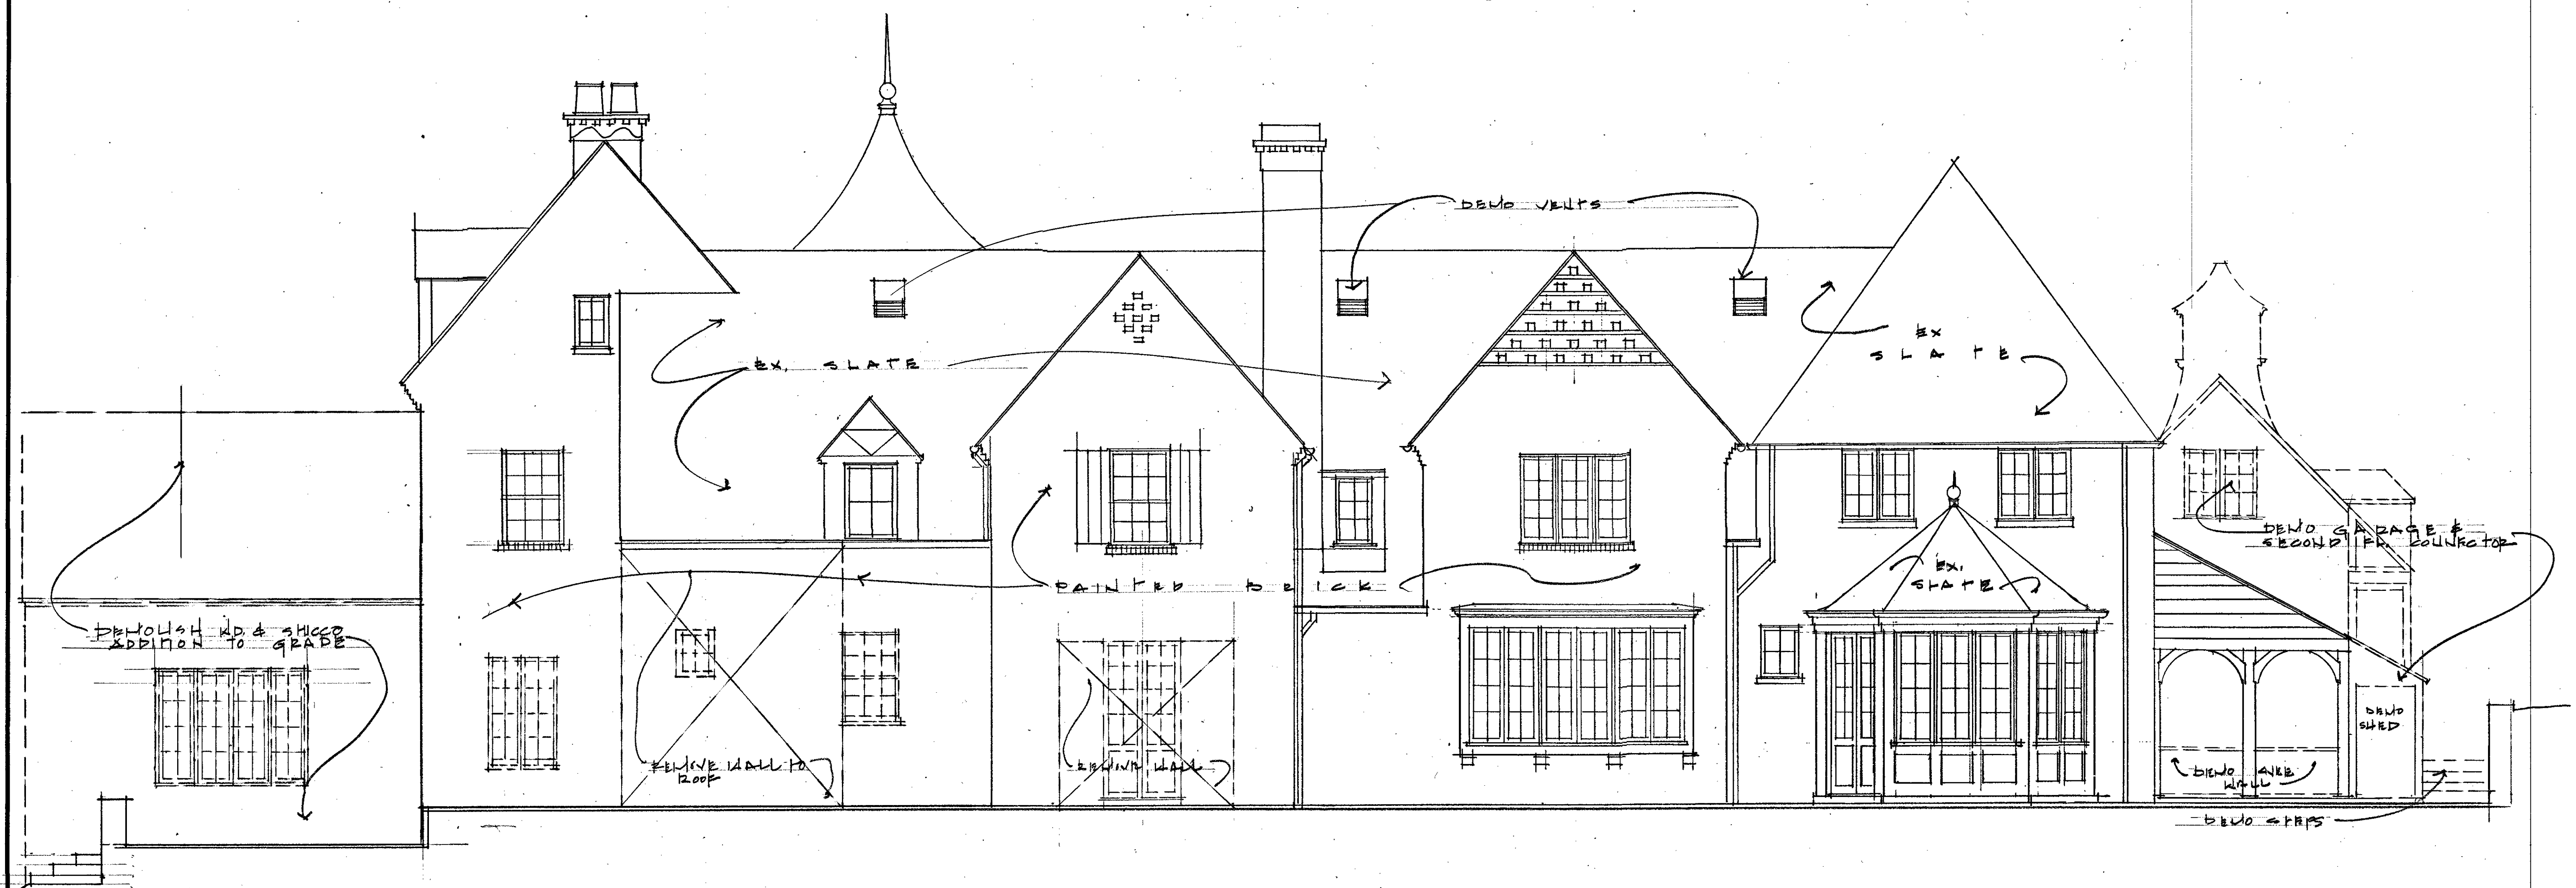 DEMO VENTS
EX. SLATE
EX
SLATE
DEMO GARAGE &
SECOND FR. CONNECTOR
EX.
SLATE
PAINTED BRICK
DEMOLISH WD. & STUCCO
ADDITION TO GRADE
REMOVE WALL TO
ROOF
REMOVE WALL
DEMO
SHED
DEMO KNEE
WALL
DEMO STEPS